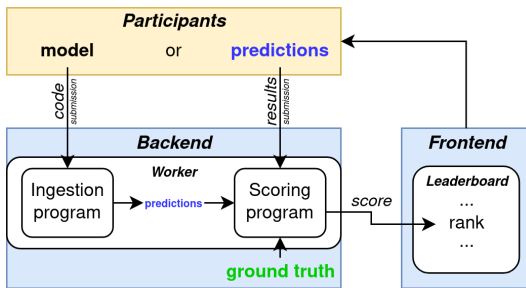 Participants
model or predictions
code
submission
results
submission
Backend
Worker
Ingestion
program
predictions
Scoring
program
ground truth
score
Frontend
Leaderboard
...
rank
...